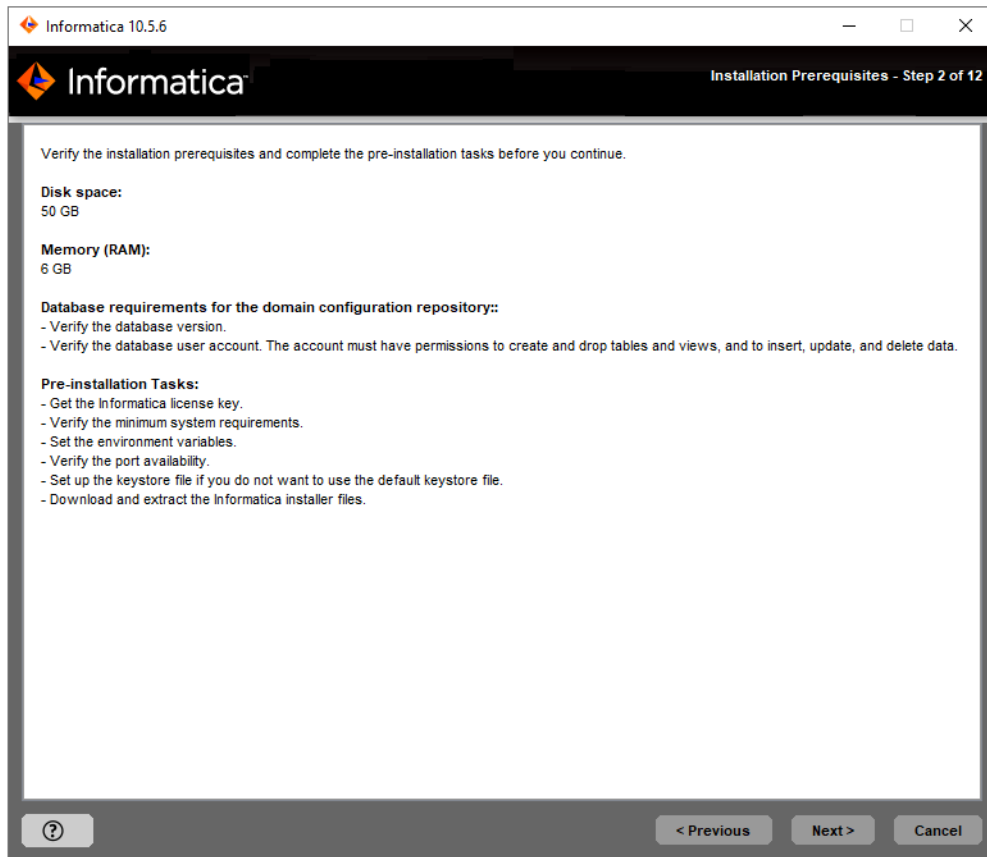 Informatica 10.5.6
Informatica
Installation Prerequisites - Step 2 of 12
Verify the installation prerequisites and complete the pre-installation tasks before you continue.
Disk space:
50 GB
Memory (RAM):
6 GB
Database requirements for the domain configuration repository::
- Verify the database version.
- Verify the database user account. The account must have permissions to create and drop tables and views, and to insert, update, and delete data.
Pre-installation Tasks:
- Get the Informatica license key.
- Verify the minimum system requirements.
- Set the environment variables.
- Verify the port availability.
- Set up the keystore file if you do not want to use the default keystore file.
- Download and extract the Informatica installer files.
?
< Previous
Next >
Cancel